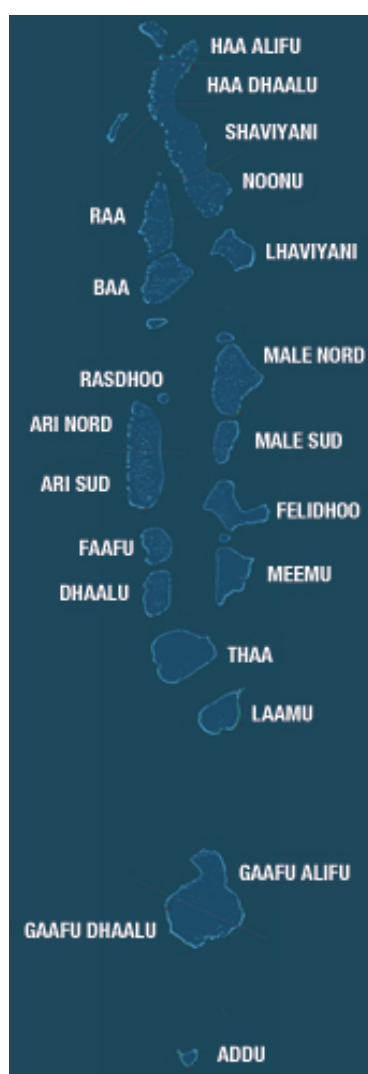 HAA ALIFU
HAA DHAALU
SHAVIYANI
NOONU
RAA
LHAVIYANI
BAA
MALE NORD
RASDHOO
ARI NORD
MALE SUD
ARI SUD
FELIDHOO
FAAFU
MEEMU
DHAALU
THAA
LAAMU
GAAFU ALIFU
GAAFU DHAALU
ADDU